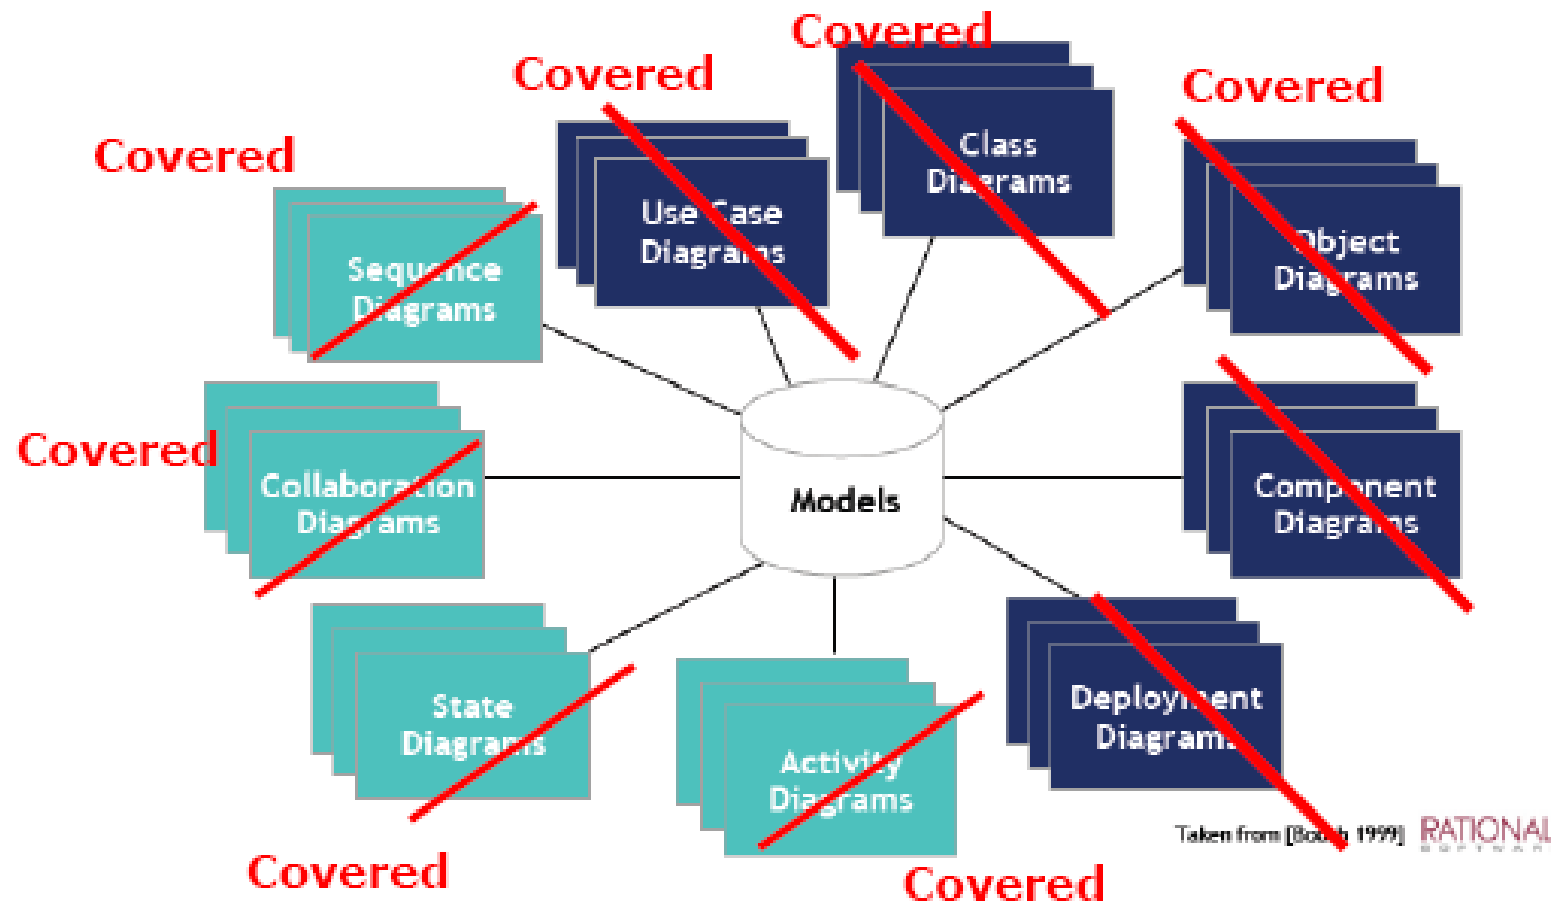 Covered
Covered
Covered
Covered
Class
Diagrams
Use Case
Diagrams
Object
Diagrams
Sequence
Diagrams
Covered
Collaboration
Diagrams
Models
Component
Diagrams
State
Diagrams
Deployment
Diagrams
Activity
Diagrams
Taken from [Booch 1999]
RATIONAL
SOFTWARE
Covered
Covered